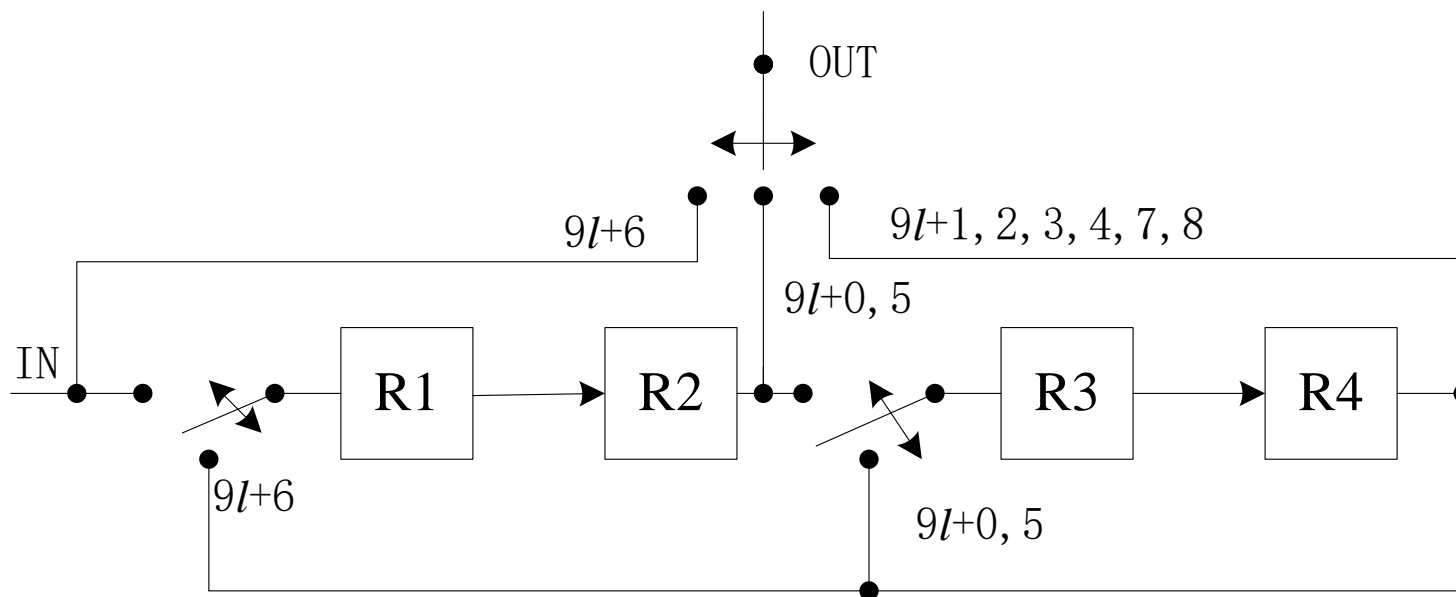 OUT
9l+6
9l+1, 2, 3, 4, 7, 8
9l+0, 5
IN
R1
R2
R3
R4
9l+6
9l+0, 5